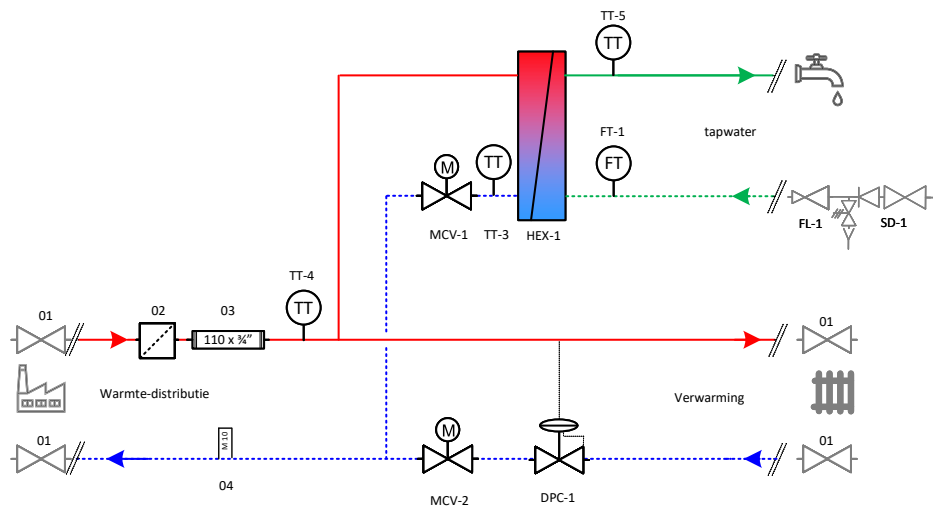 TT-5
TT
FT-1
tapwater
M
TT
FT
MCV-1
TT-3
HEX-1
FL-1
SD-1
TT-4
01
02
03
TT
01
110 x ¾”
Warmte-distributie
Verwarming
01
M 10
M
01
04
MCV-2
DPC-1